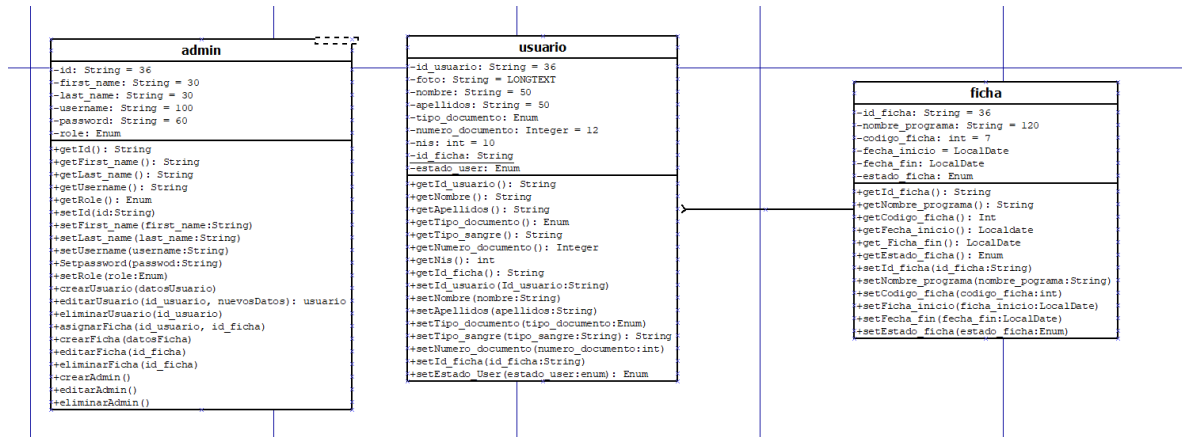 admin
-id: String = 36
-first_name: String = 30
-last_name: String = 30
-username: String = 100
-password: String = 60
-role: Enum
+getId(): String
+getFirst_name(): String
+getLast_name(): String
+getUsername(): String
+getRole(): Enum
+setId(id:String)
+setFirst_name(first_name:String)
+setLast_name(last_name:String)
+setUsername(username:String)
+Setpassword(passwod:String)
+setRole(role:Enum)
+crearUsuario(datosUsuario)
+editarUsuario(id_usuario, nuevosDatos): usuario
+eliminarUsuario(id_usuario)
+asignarFicha(id_usuario, id_ficha)
+crearFicha(datosFicha)
+editarFicha(id_ficha)
+eliminarFicha(id_ficha)
+crearAdmin()
+editarAdmin()
+eliminarAdmin()
usuario
-id_usuario: String = 36
-foto: String = LONGTEXT
-nombre: String = 50
-apellidos: String = 50
-tipo_documento: Enum
-numero_documento: Integer = 12
-nis: int = 10
-id_ficha: String
-estado_user: Enum
+getId_usuario(): String
+getNombre(): String
+getApellidos(): String
+getTipo_documento(): Enum
+getTipo_sangre(): String
+getNumero_documento(): Integer
+getNis(): int
+getId_ficha(): String
+setId_usuario(Id_usuario:String)
+setNombre(nombre:String)
+setApellidos(apellidos:String)
+setTipo_documento(tipo_documento:Enum)
+setTipo_sangre(tipo_sangre:String): String
+setNumero_documento(numero_documento:int)
+setId_ficha(id_ficha:String)
+setEstado_User(estado_user:enum): Enum
ficha
-id_ficha: String = 36
-nombre_programa: String = 120
-codigo_ficha: int = 7
-fecha_inicio = LocalDate
-fecha_fin: LocalDate
-estado_ficha: Enum
+getId_ficha(): String
+getNombre_programa(): String
+getCodigo_ficha(): Int
+getFecha_inicio(): Localdate
+get_Ficha_fin(): LocalDate
+getEstado_ficha(): Enum
+setId_ficha(id_ficha:String)
+setNombre_programa(nombre_pograma:String)
+setCodigo_ficha(codigo_ficha:int)
+setFicha_inicio(ficha_inicio:LocalDate)
+setFecha_fin(fecha_fin:LocalDate)
+setEstado_ficha(estado_ficha:Enum)